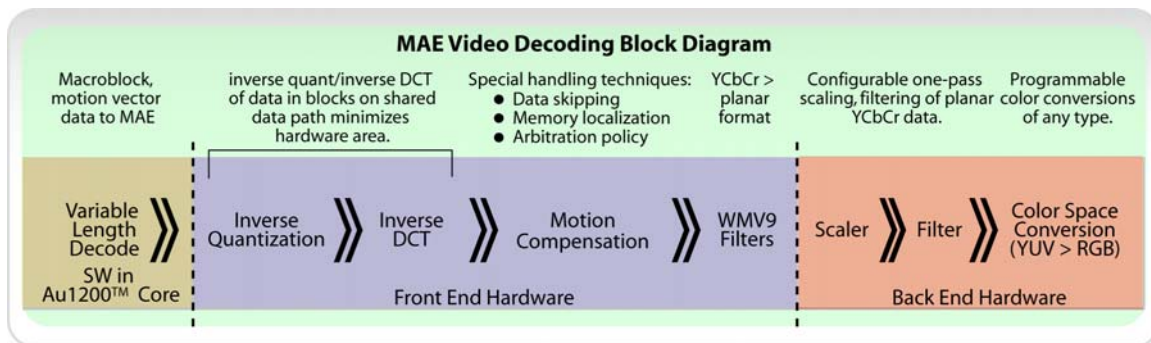 MAE Video Decoding Block Diagram
Macroblock,
motion vector
data to MAE
inverse quant/inverse DCT
of data in blocks on shared
data path minimizes
hardware area.
Special handling techniques:
● Data skipping
● Memory localization
● Arbitration policy
YCbCr >
planar
format
Configurable one-pass
scaling, filtering of planar
YCbCr data.
Programmable
color conversions
of any type.
Variable
Length
Decode
SW in
Au1200™ Core
Inverse
Quantization
Inverse
DCT
Motion
Compensation
WMV9
Filters
Front End Hardware
Scaler
Filter
Color Space
Conversion
(YUV > RGB)
Back End Hardware